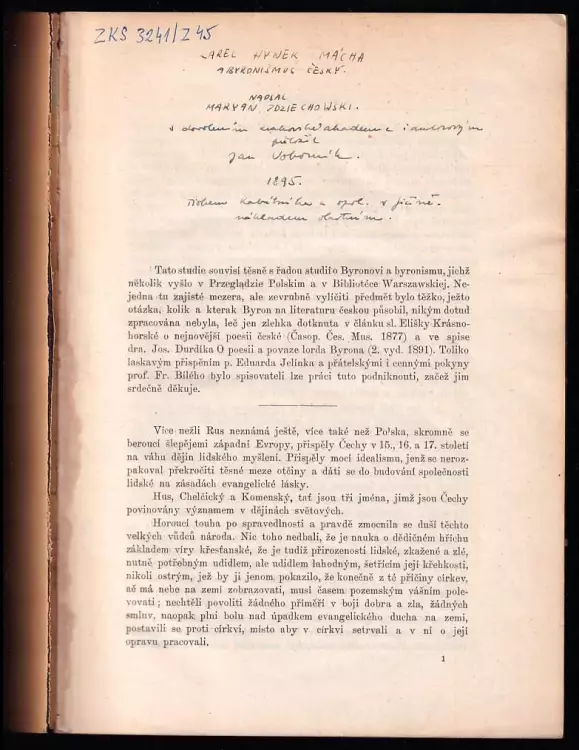 ZKS 3241/Z 45
KAREL HYNEK MÁCHA
A BYRONISMUS ČESKÝ.
NAPSAL
MARYAN ZDZIECHOWSKI.
S dovolením krakovské akademie i autorovým
přeložil
Jan Voborník.
1895.
Tiskem a spol. v Jičíně.
nákladem vlastním.
Tato studie souvisí těsně s řadou studií o Byronovi a byronismu, jichž
několik vyšlo v Przeglądzie Polskim a v Bibliotéce Warszawskiej. Ne-
jedna tu zajisté mezera, ale zevrubně vylíčiti předmět bylo těžko, ježto
otázka, kolik a kterak Byron na literaturu českou působil, nikým dotud
zpracována nebyla, leč jen zlehka dotknuta v článku sl. Elišky Krásno-
horské o nejnovější poesii české (Časop. Čes. Mus. 1877) a ve spise
dra. Jos. Durdíka O poesii a povaze lorda Byrona (2. vyd. 1891). Toliko
laskavým přispěním p. Eduarda Jelínka a přátelskými i cennými pokyny
prof. Fr. Bílého bylo spisovateli lze práci tuto podniknouti, začež jim
srdečně děkuje.
Více nežli Rus neznámá ještě, více také než Polska, skromně se
beroucí šlepějemi západní Evropy, přispěly Čechy v 15., 16. a 17. století
na váhu dějin lidského myšlení. Přispěly mocí idealismu, jenž se neroz-
pakoval překročiti těsné meze otčiny a dáti se do budování společnosti
lidské na zásadách evangelické lásky.
Hus, Chelčický a Komenský, tať jsou tři jména, jimž jsou Čechy
povinovány významem v dějinách světových.
Horoucí touha po spravedlnosti a pravdě zmocnila se duší těchto
velkých vůdců národa. Nic toho nedbali, že je nauka o dědičném hříchu
základem víry křesťanské, že je tudíž přirozenosti lidské, zkažené a zlé,
nutně potřebným udidlem, ale udidlem lahodným, šetřícím její křehkosti,
nikoli ostrým, jež by ji jenom pokazilo, že konečně z té příčiny církev,
ač má nebe na zemi zobrazovati, musí časem pozemským vášním pole-
vovati; nechtěli povoliti žádného příměří v boji dobra a zla, žádných
smluv, naopak plni bolu nad úpadkem evangelického ducha na zemi,
postavili se proti církvi, místo aby v církvi setrvali a v ní o její
opravu pracovali.
1